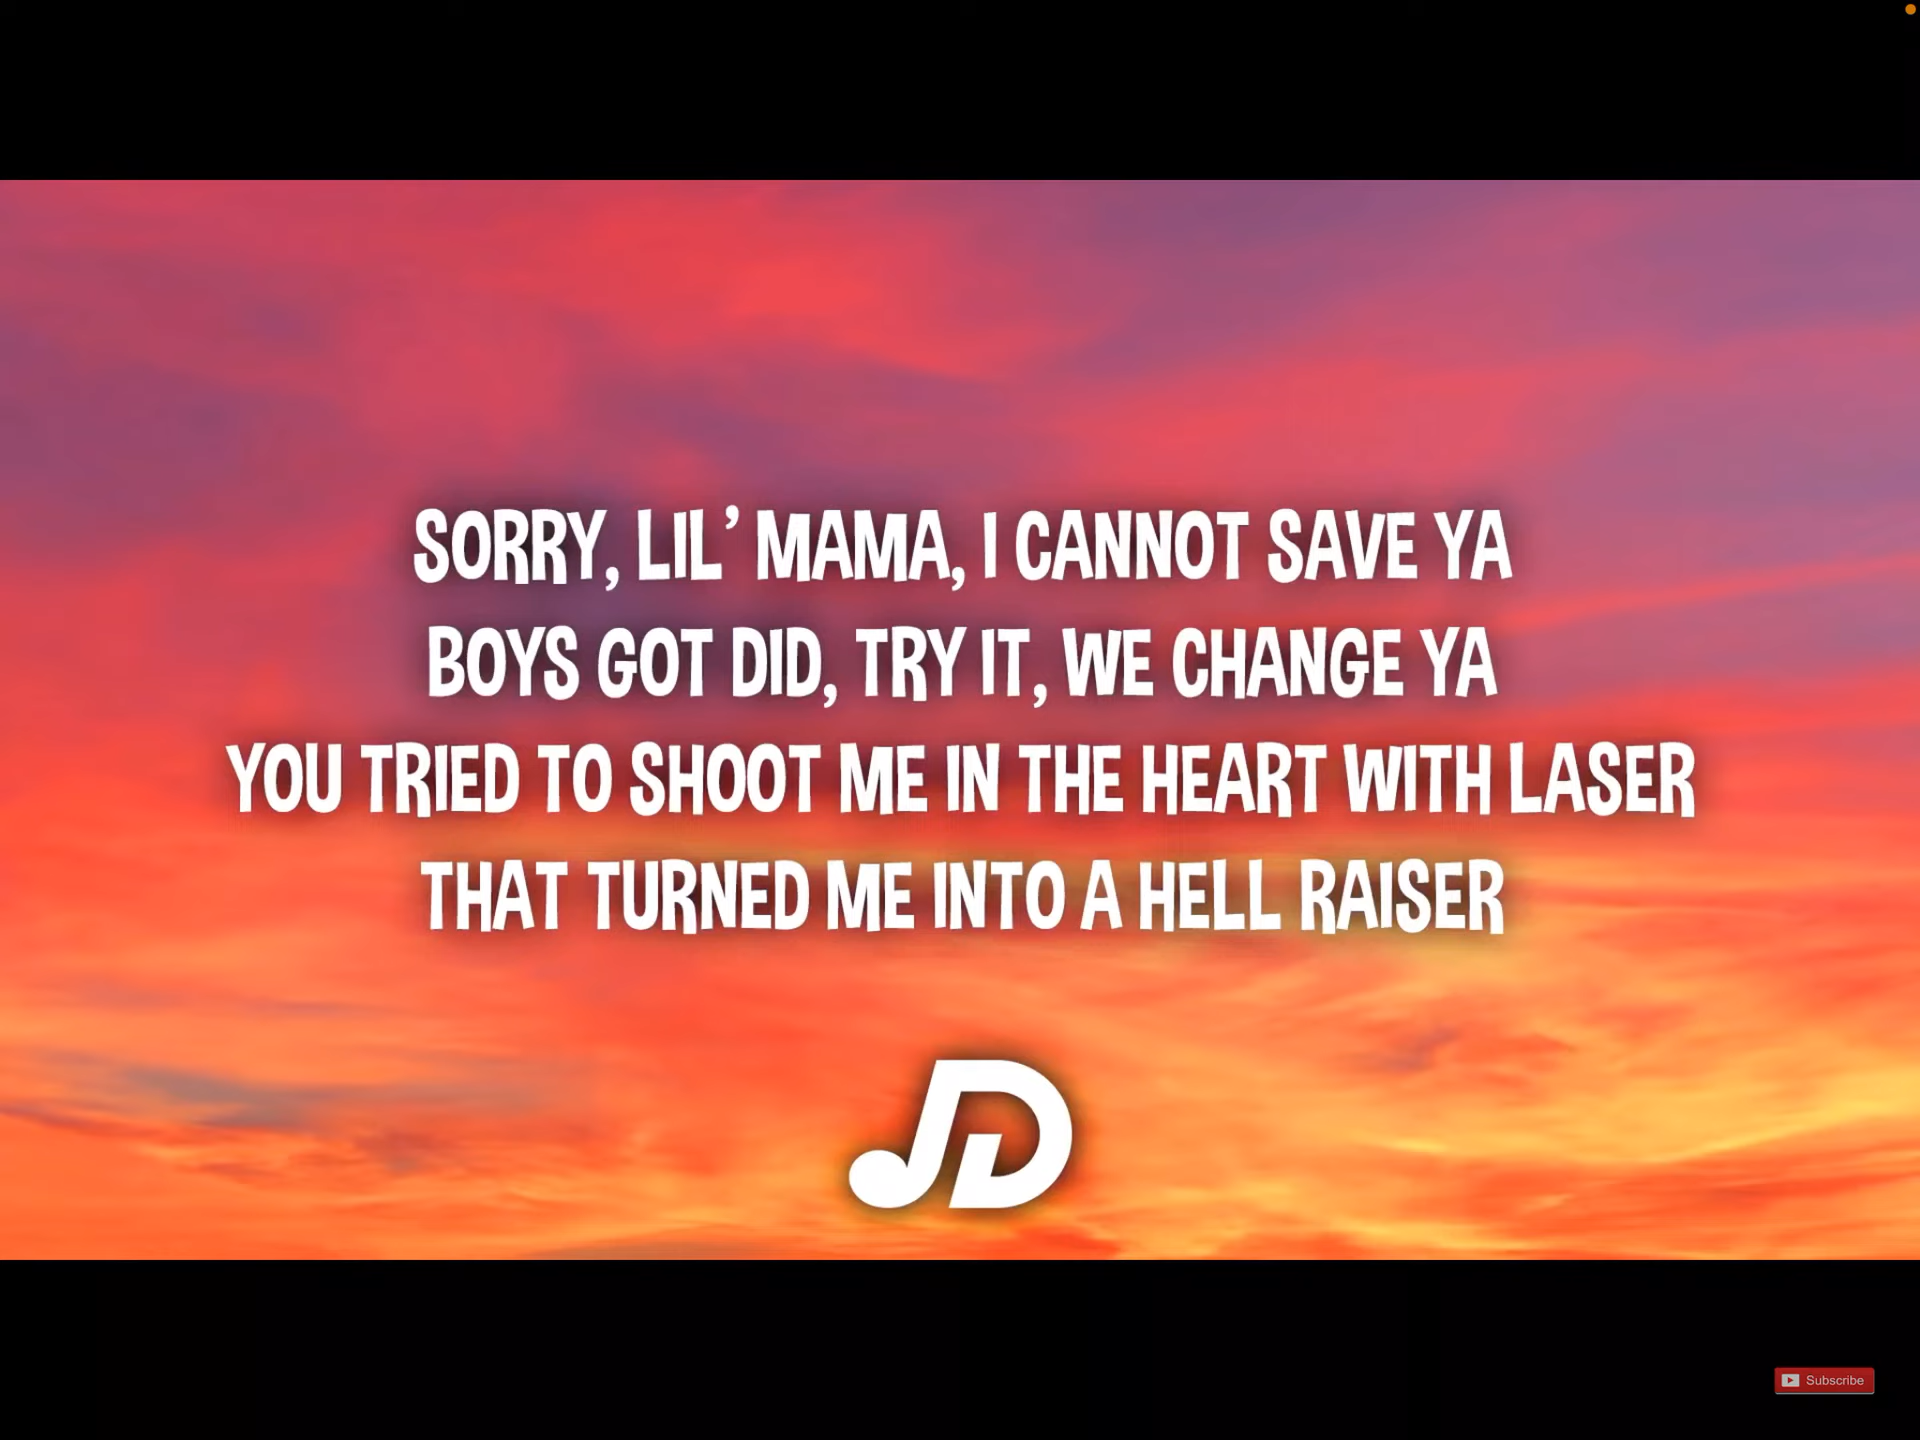 SORRY, LIL' MAMA, I CANNOT SAVE YA
BOYS GOT DID, TRY IT, WE CHANGE YA
YOU TRIED TO SHOOT ME IN THE HEART WITH LASER
THAT TURNED ME INTO A HELL RAISER
JD
Subscribe